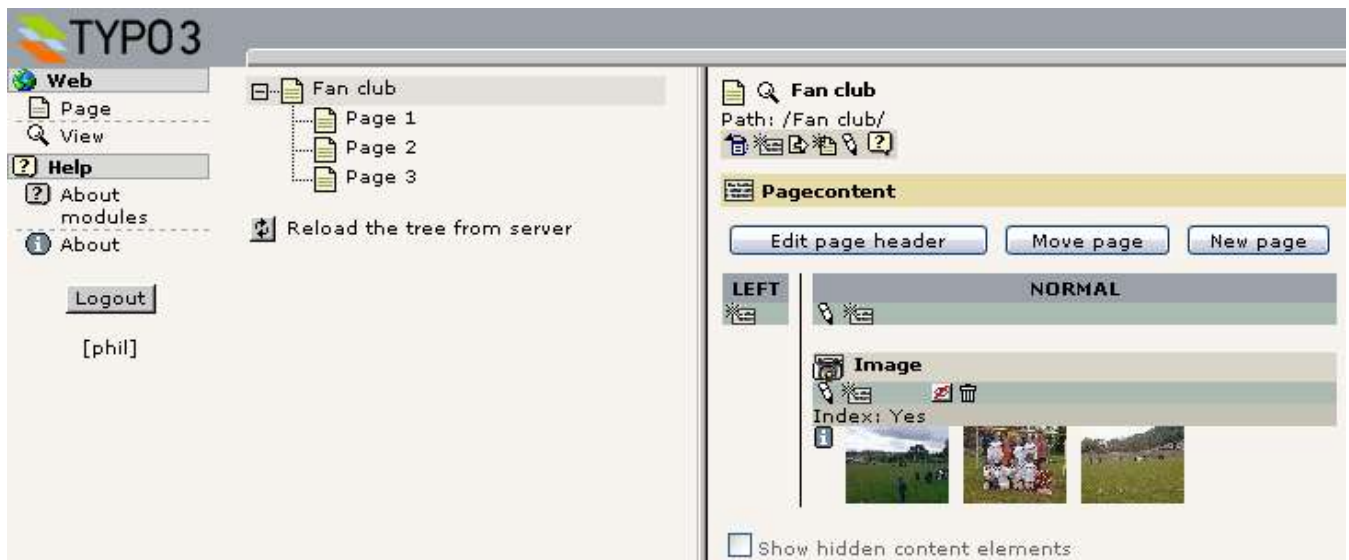 TYPO3
Web
Page
View
Help
About
modules
About
Logout
[phil]
Fan club
Page 1
Page 2
Page 3
Reload the tree from server
Fan club
Path: /Fan club/
Pagecontent
Edit page header
Move page
New page
LEFT
NORMAL
Image
Index: Yes
Show hidden content elements